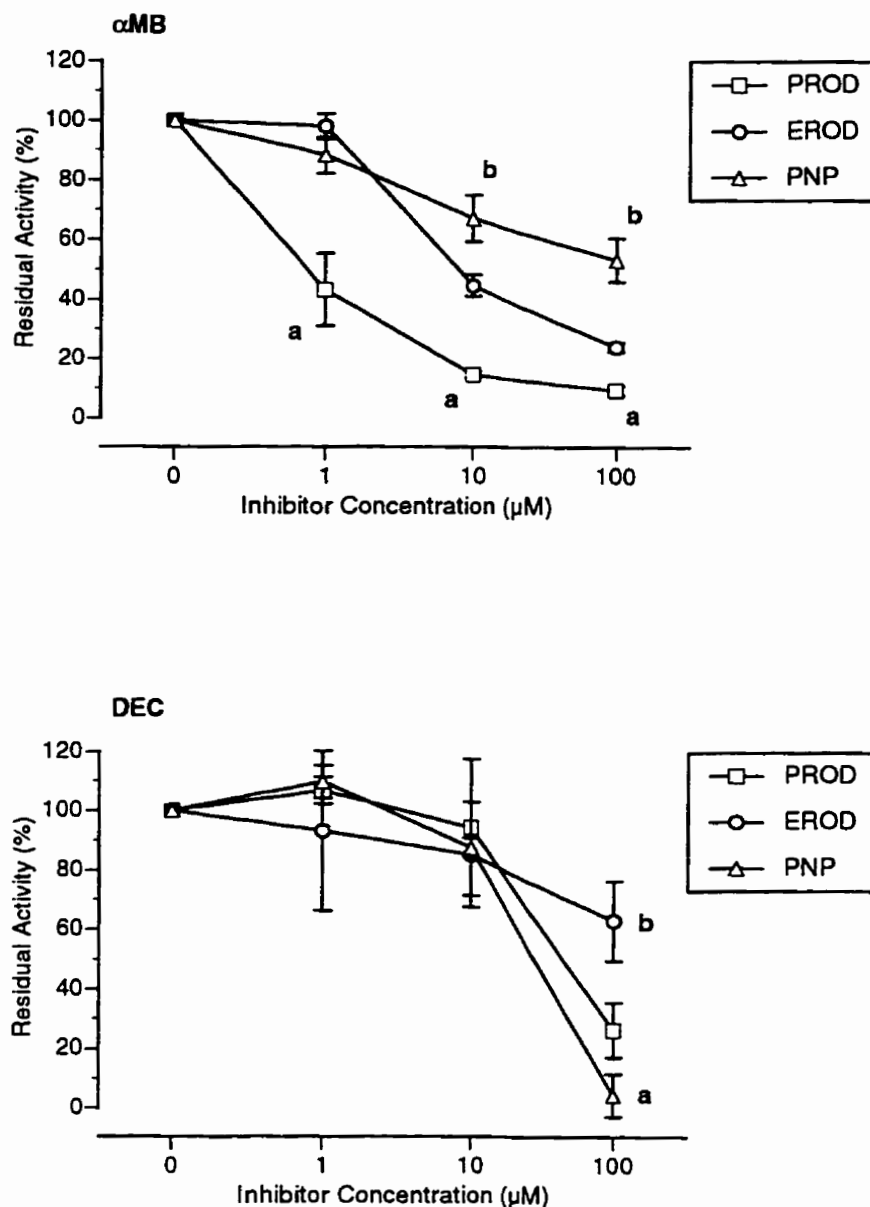 αMB
120
100
80
60
40
20
0
Residual Activity (%)
b
b
a
a
a
0 1 10 100
Inhibitor Concentration (µM)
PROD
EROD
PNP
DEC
120
100
80
60
40
20
0
Residual Activity (%)
b
a
0 1 10 100
Inhibitor Concentration (µM)
PROD
EROD
PNP